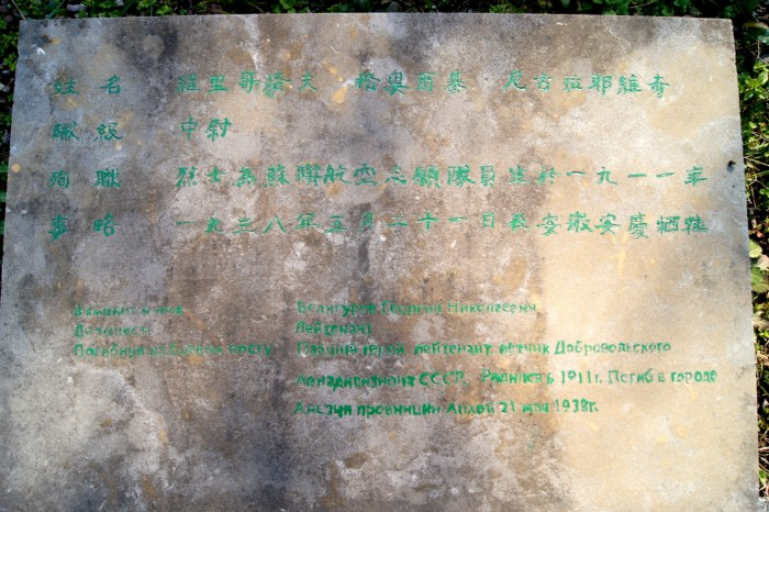 姓 名 維里哥洛夫 格奥爾基 · 尼古拉耶維奇
職 級 中尉
殉 職 烈士為蘇聯航空志願隊員生於一九一一年
事 略 一九三八年五月二十一日在安徽安慶犧牲
Фамилия и имя Велигуров Георгий Николаевич
Должность Лейтенант
Погибший на боевом посту Павший герой лейтенант летчик Добровольского
авиадивизиона СССР. Родился в 1911г. Погиб в городе
Аньцин провинции Анхой 21 мая 1938г.